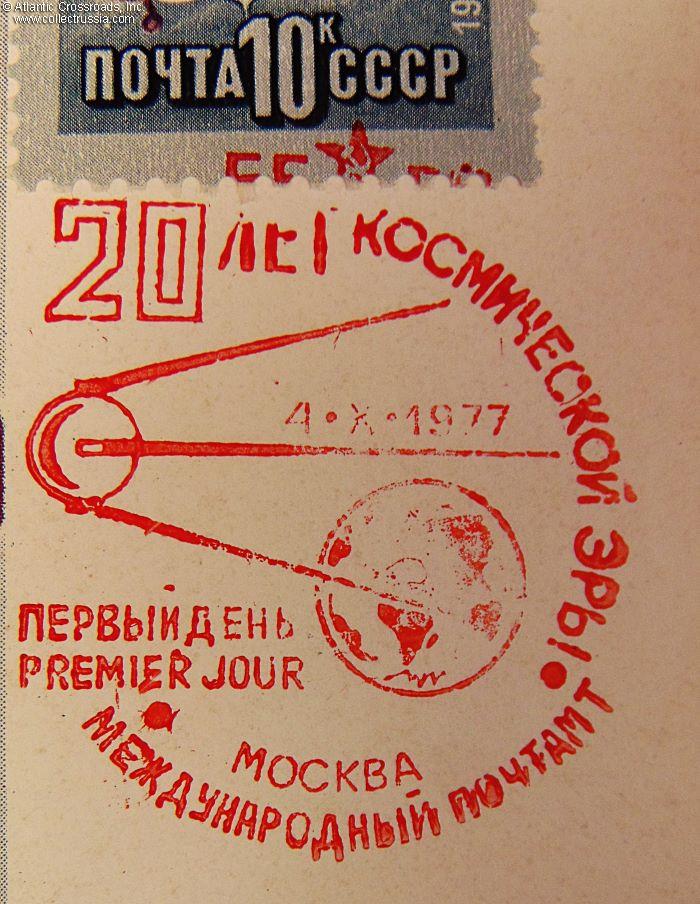 © Atlantic Crossroads, Inc.
www.collectrussia.com
ПОЧТА 10К СССР
20 ЛЕТ КОСМИЧЕСКОЙ ЭРЫ
4·X·1977
ПЕРВЫЙ ДЕНЬ
PREMIER JOUR
МОСКВА
МЕЖДУНАРОДНЫЙ ПОЧТАМТ